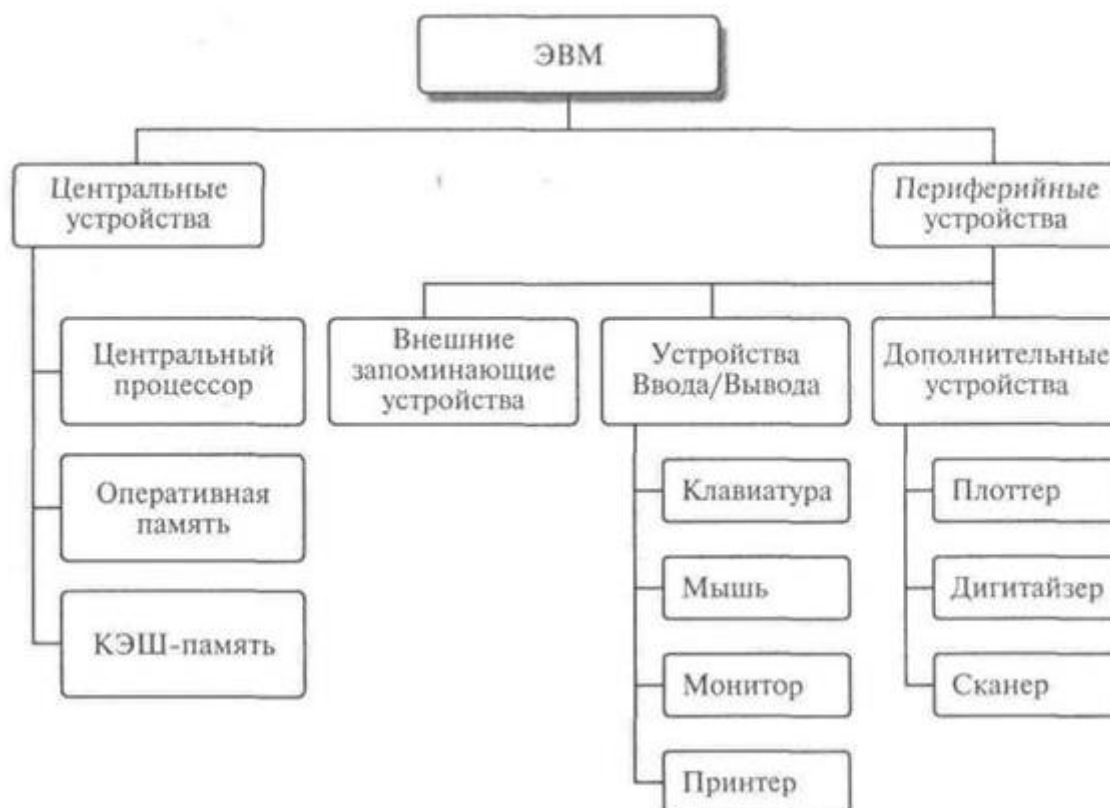 ЭВМ
Центральные
устройства
Периферийные
устройства
Центральный
процессор
Оперативная
память
КЭШ-память
Внешние
запоминающие
устройства
Устройства
Ввода/Вывода
Клавиатура
Мышь
Монитор
Принтер
Дополнительные
устройства
Плоттер
Дигитайзер
Сканер